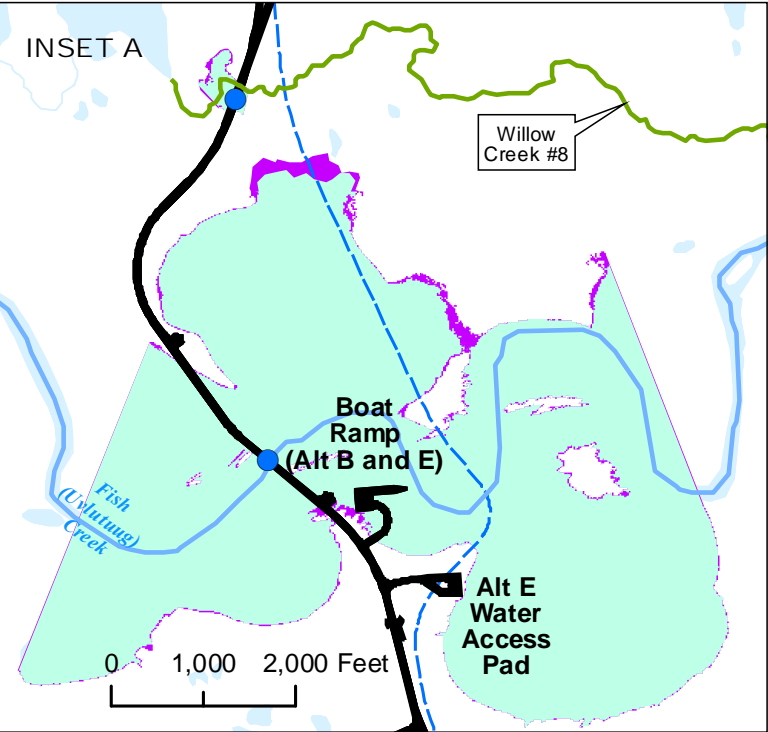 INSET A
Willow
Creek #8
Boat
Ramp
(Alt B and E)
Fish
(Uvlutuuq)
Creek
Alt E
Water
Access
Pad
0 1,000 2,000 Feet